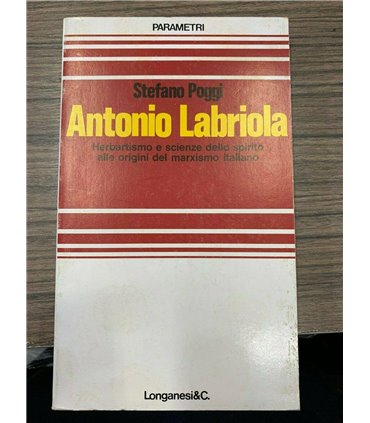 PARAMETRI
Stefano Poggi
Antonio Labriola
Herbartismo e scienze dello spirito
alle origini del marxismo italiano
Longanesi&C.